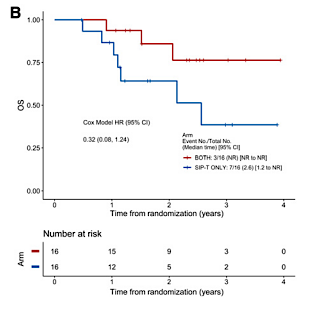 B
1.00
0.75
0.50
0.25
0.00
OS
Cox Model HR (95% CI)
0.32 (0.08, 1.24)
Arm
Event No./Total No.
(Median time) [95% CI]
BOTH: 3/16 (NR) [NR to NR]
SIP-T ONLY: 7/16 (2.6) [1.2 to NR]
0 1 2 3 4
Time from randomization (years)
Number at risk
Arm
16 15 9 3 0
16 12 5 2 0
0 1 2 3 4
Time from randomization (years)